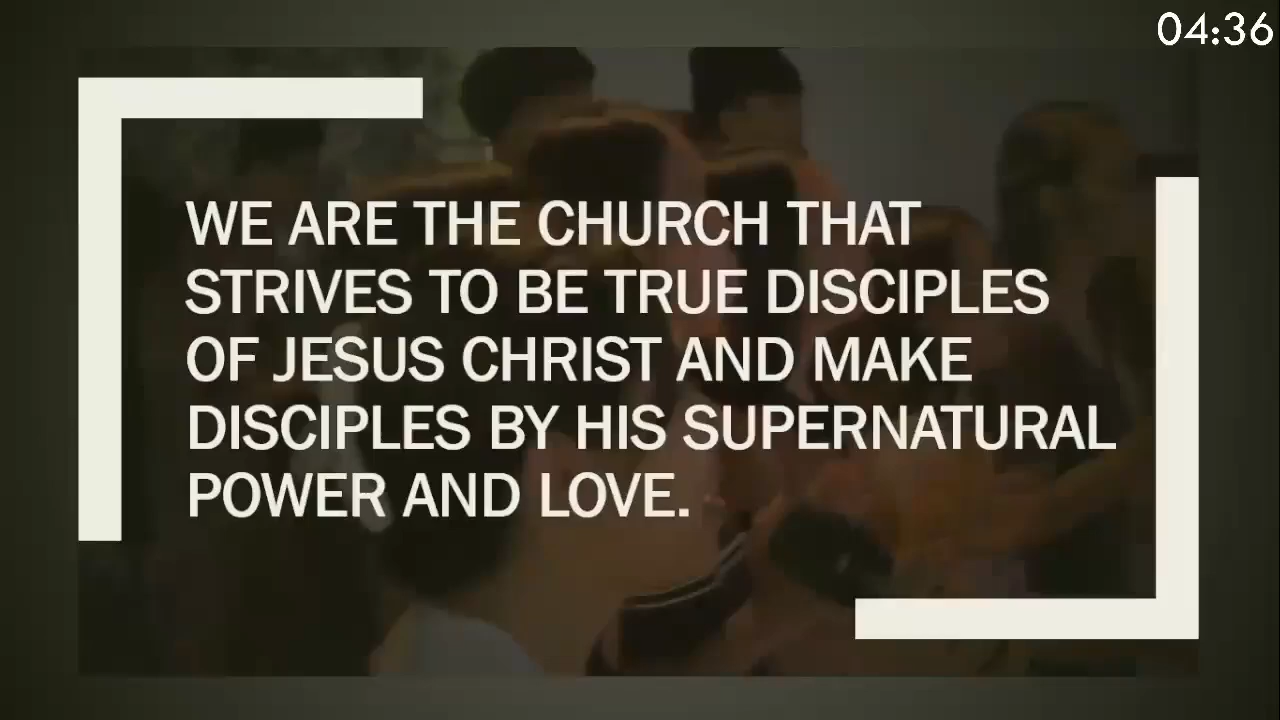 04:36
WE ARE THE CHURCH THAT
STRIVES TO BE TRUE DISCIPLES
OF JESUS CHRIST AND MAKE
DISCIPLES BY HIS SUPERNATURAL
POWER AND LOVE.